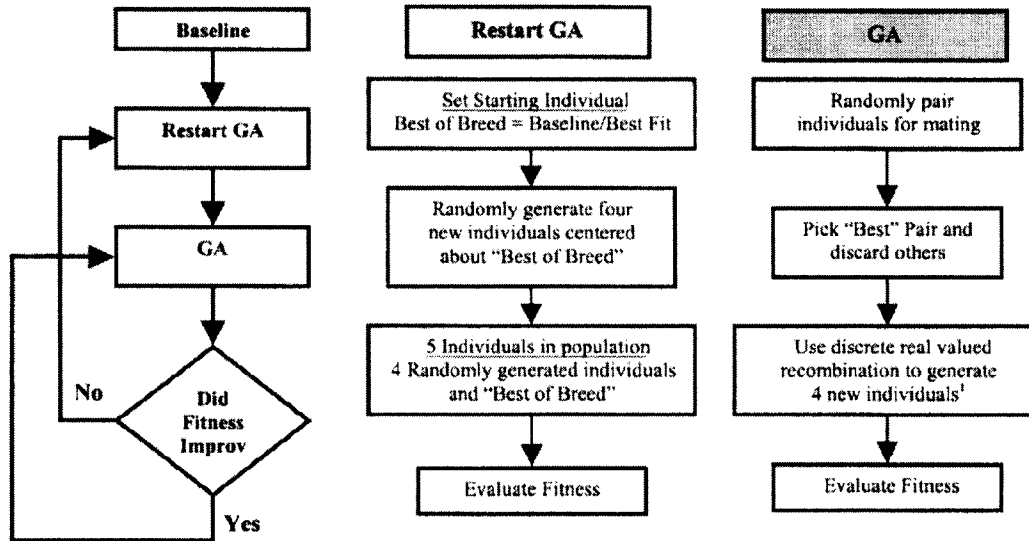 Baseline
Restart GA
GA
Did
Fitness
Improv
No
Yes
Restart GA
Set Starting Individual
Best of Breed = Baseline/Best Fit
Randomly generate four
new individuals centered
about “Best of Breed”
5 Individuals in population
4 Randomly generated individuals
and “Best of Breed”
Evaluate Fitness
GA
Randomly pair
individuals for mating
Pick “Best” Pair and
discard others
Use discrete real valued
recombination to generate
4 new individuals¹
Evaluate Fitness